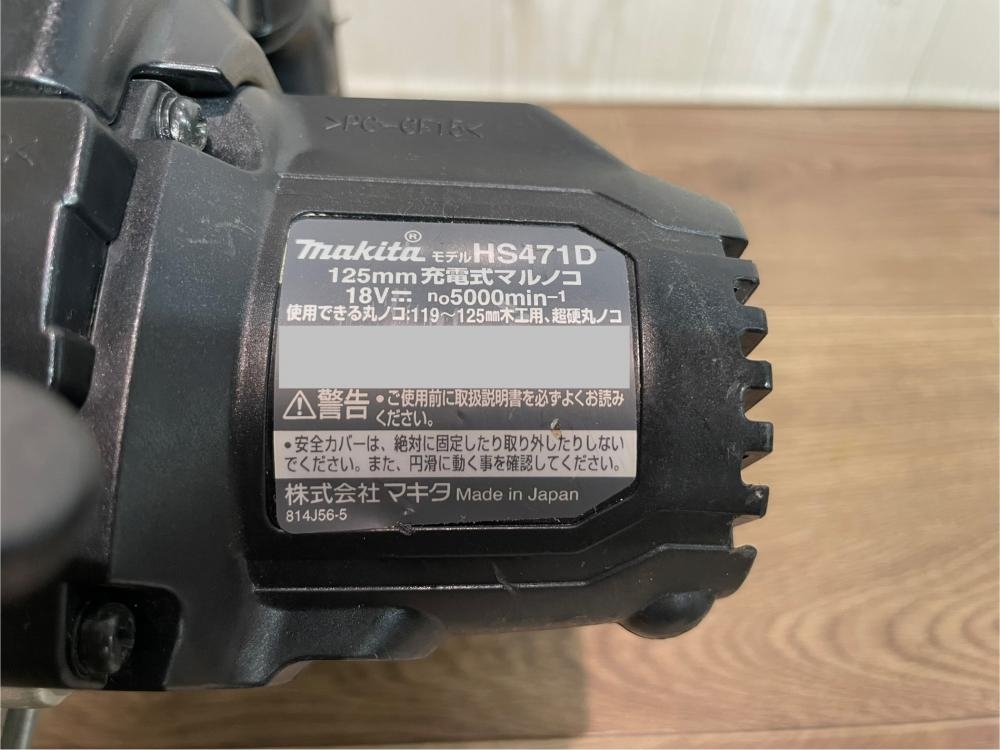 >PC-GF15<
makita® モデル HS471D
125mm 充電式マルノコ
18V⎓ n₀5000min⁻¹
使用できる丸ノコ:119～125㎜木工用、超硬丸ノコ
⚠警告 •ご使用前に取扱説明書を必ずよくお読み
ください。
•安全カバーは、絶対に固定したり取り外したりしない
でください。また、円滑に動く事を確認してください。
株式会社 マキタ Made in Japan
814J56-5